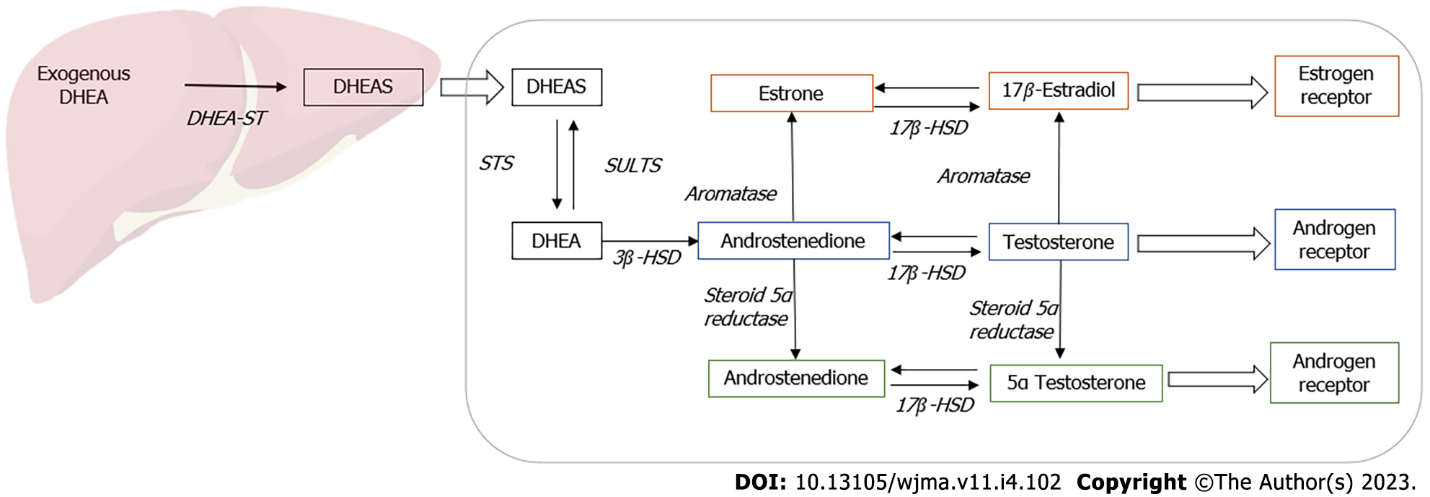 Exogenous
DHEA
DHEA-ST
DHEAS
DHEAS
STS
SULTS
DHEA
3β-HSD
Estrone
17β-HSD
17β-Estradiol
Estrogen
receptor
Aromatase
Aromatase
Androstenedione
17β-HSD
Testosterone
Androgen
receptor
Steroid 5α
reductase
Steroid 5α
reductase
Androstenedione
17β-HSD
5α Testosterone
Androgen
receptor
DOI: 10.13105/wjma.v11.i4.102 Copyright ©The Author(s) 2023.